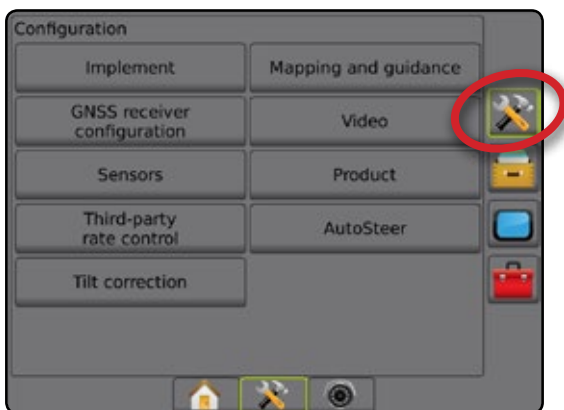 Configuration
Implement
Mapping and guidance
GNSS receiver
configuration
Video
Sensors
Product
Third-party
rate control
AutoSteer
Tilt correction